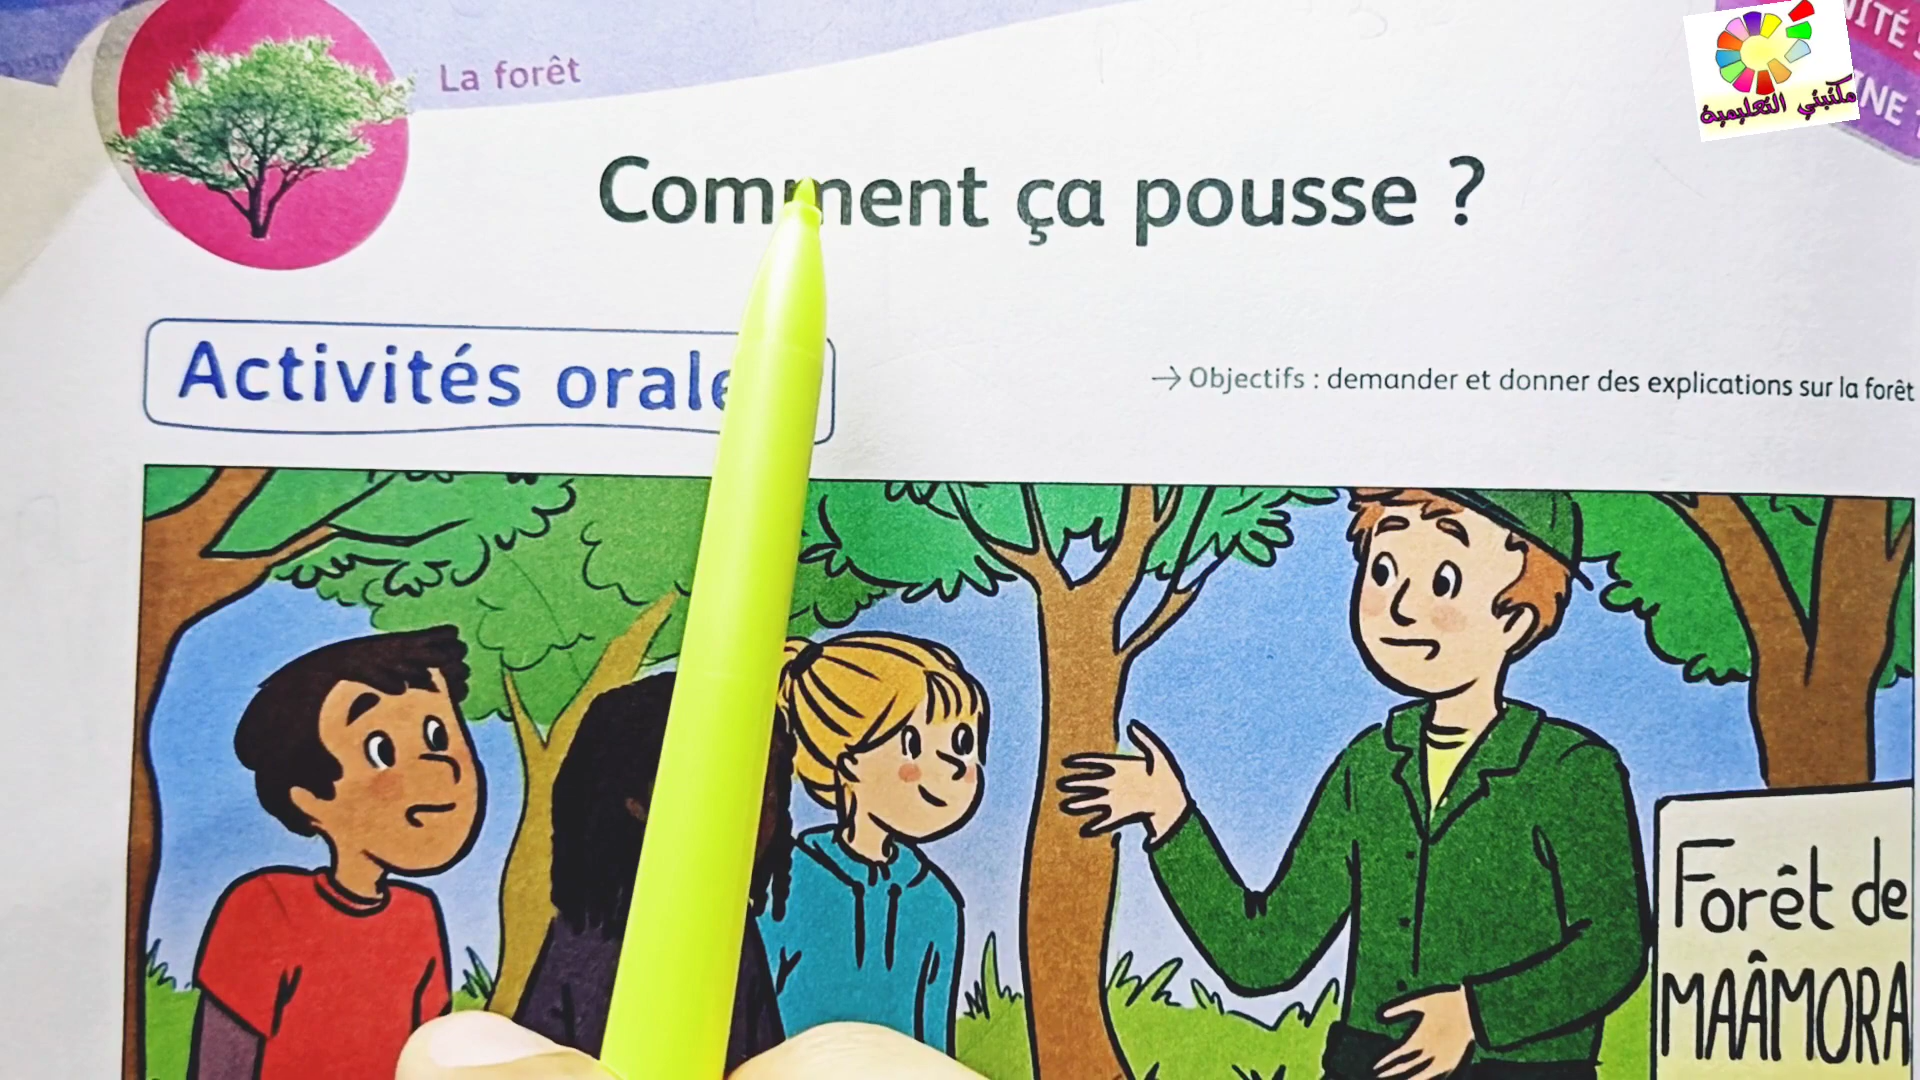 La forêt
مكتبتي التعليمية
Comment ça pousse ?
Activités orale
→ Objectifs : demander et donner des explications sur la forêt
Forêt de
MAÂMORA